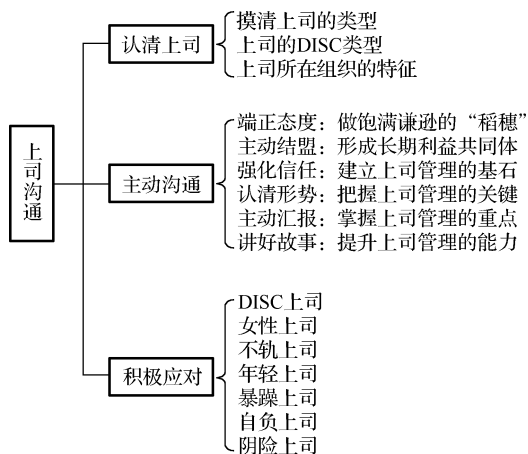 上司沟通
认清上司
摸清上司的类型
上司的DISC类型
上司所在组织的特征
主动沟通
端正态度：做饱满谦逊的“稻穗”
主动结盟：形成长期利益共同体
强化信任：建立上司管理的基石
认清形势：把握上司管理的关键
主动汇报：掌握上司管理的重点
讲好故事：提升上司管理的能力
积极应对
DISC上司
女性上司
不轨上司
年轻上司
暴躁上司
自负上司
阴险上司